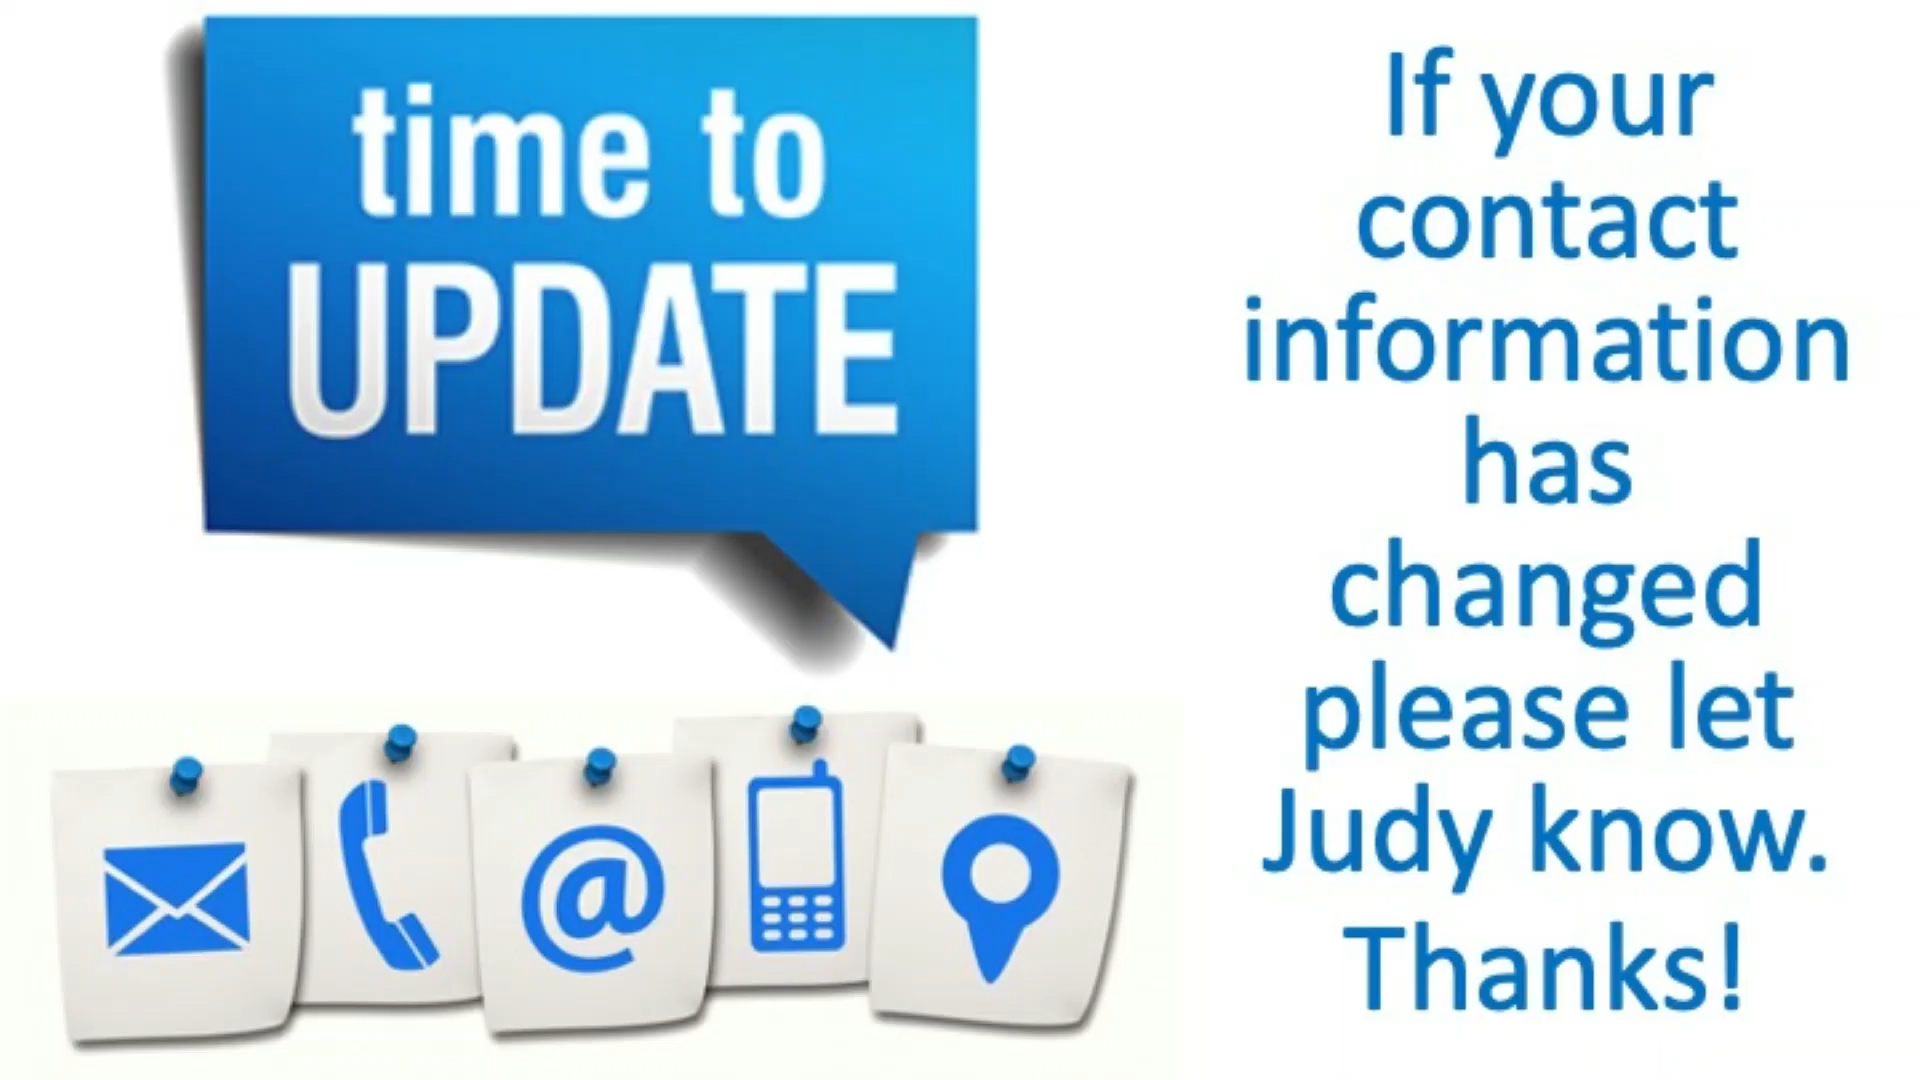 time to
UPDATE
@
If your
contact
information
has
changed
please let
Judy know.
Thanks!